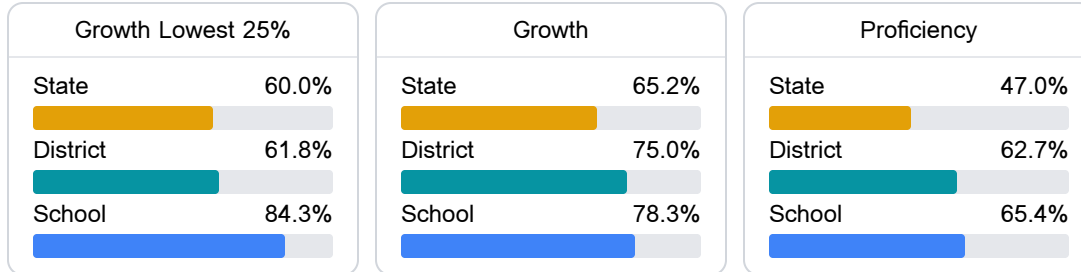 Growth Lowest 25%
State 60.0%
District 61.8%
School 84.3%
Growth
State 65.2%
District 75.0%
School 78.3%
Proficiency
State 47.0%
District 62.7%
School 65.4%